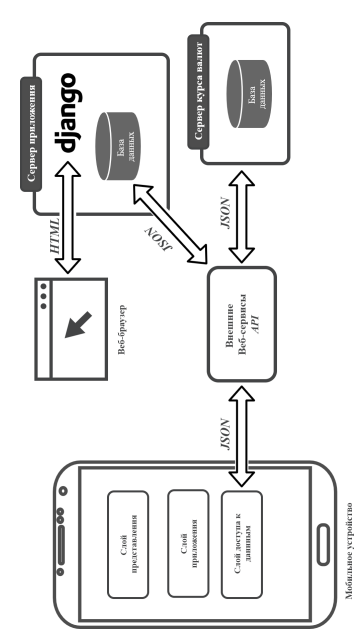 Сервер приложения
django
База
данных
HTML
JSON
Веб-браузер
Сервер курса валют
База
данных
JSON
Внешние
Веб-сервисы
API
JSON
Слой
представления
Слой
приложения
Слой доступа к
данным
Мобильное устройство